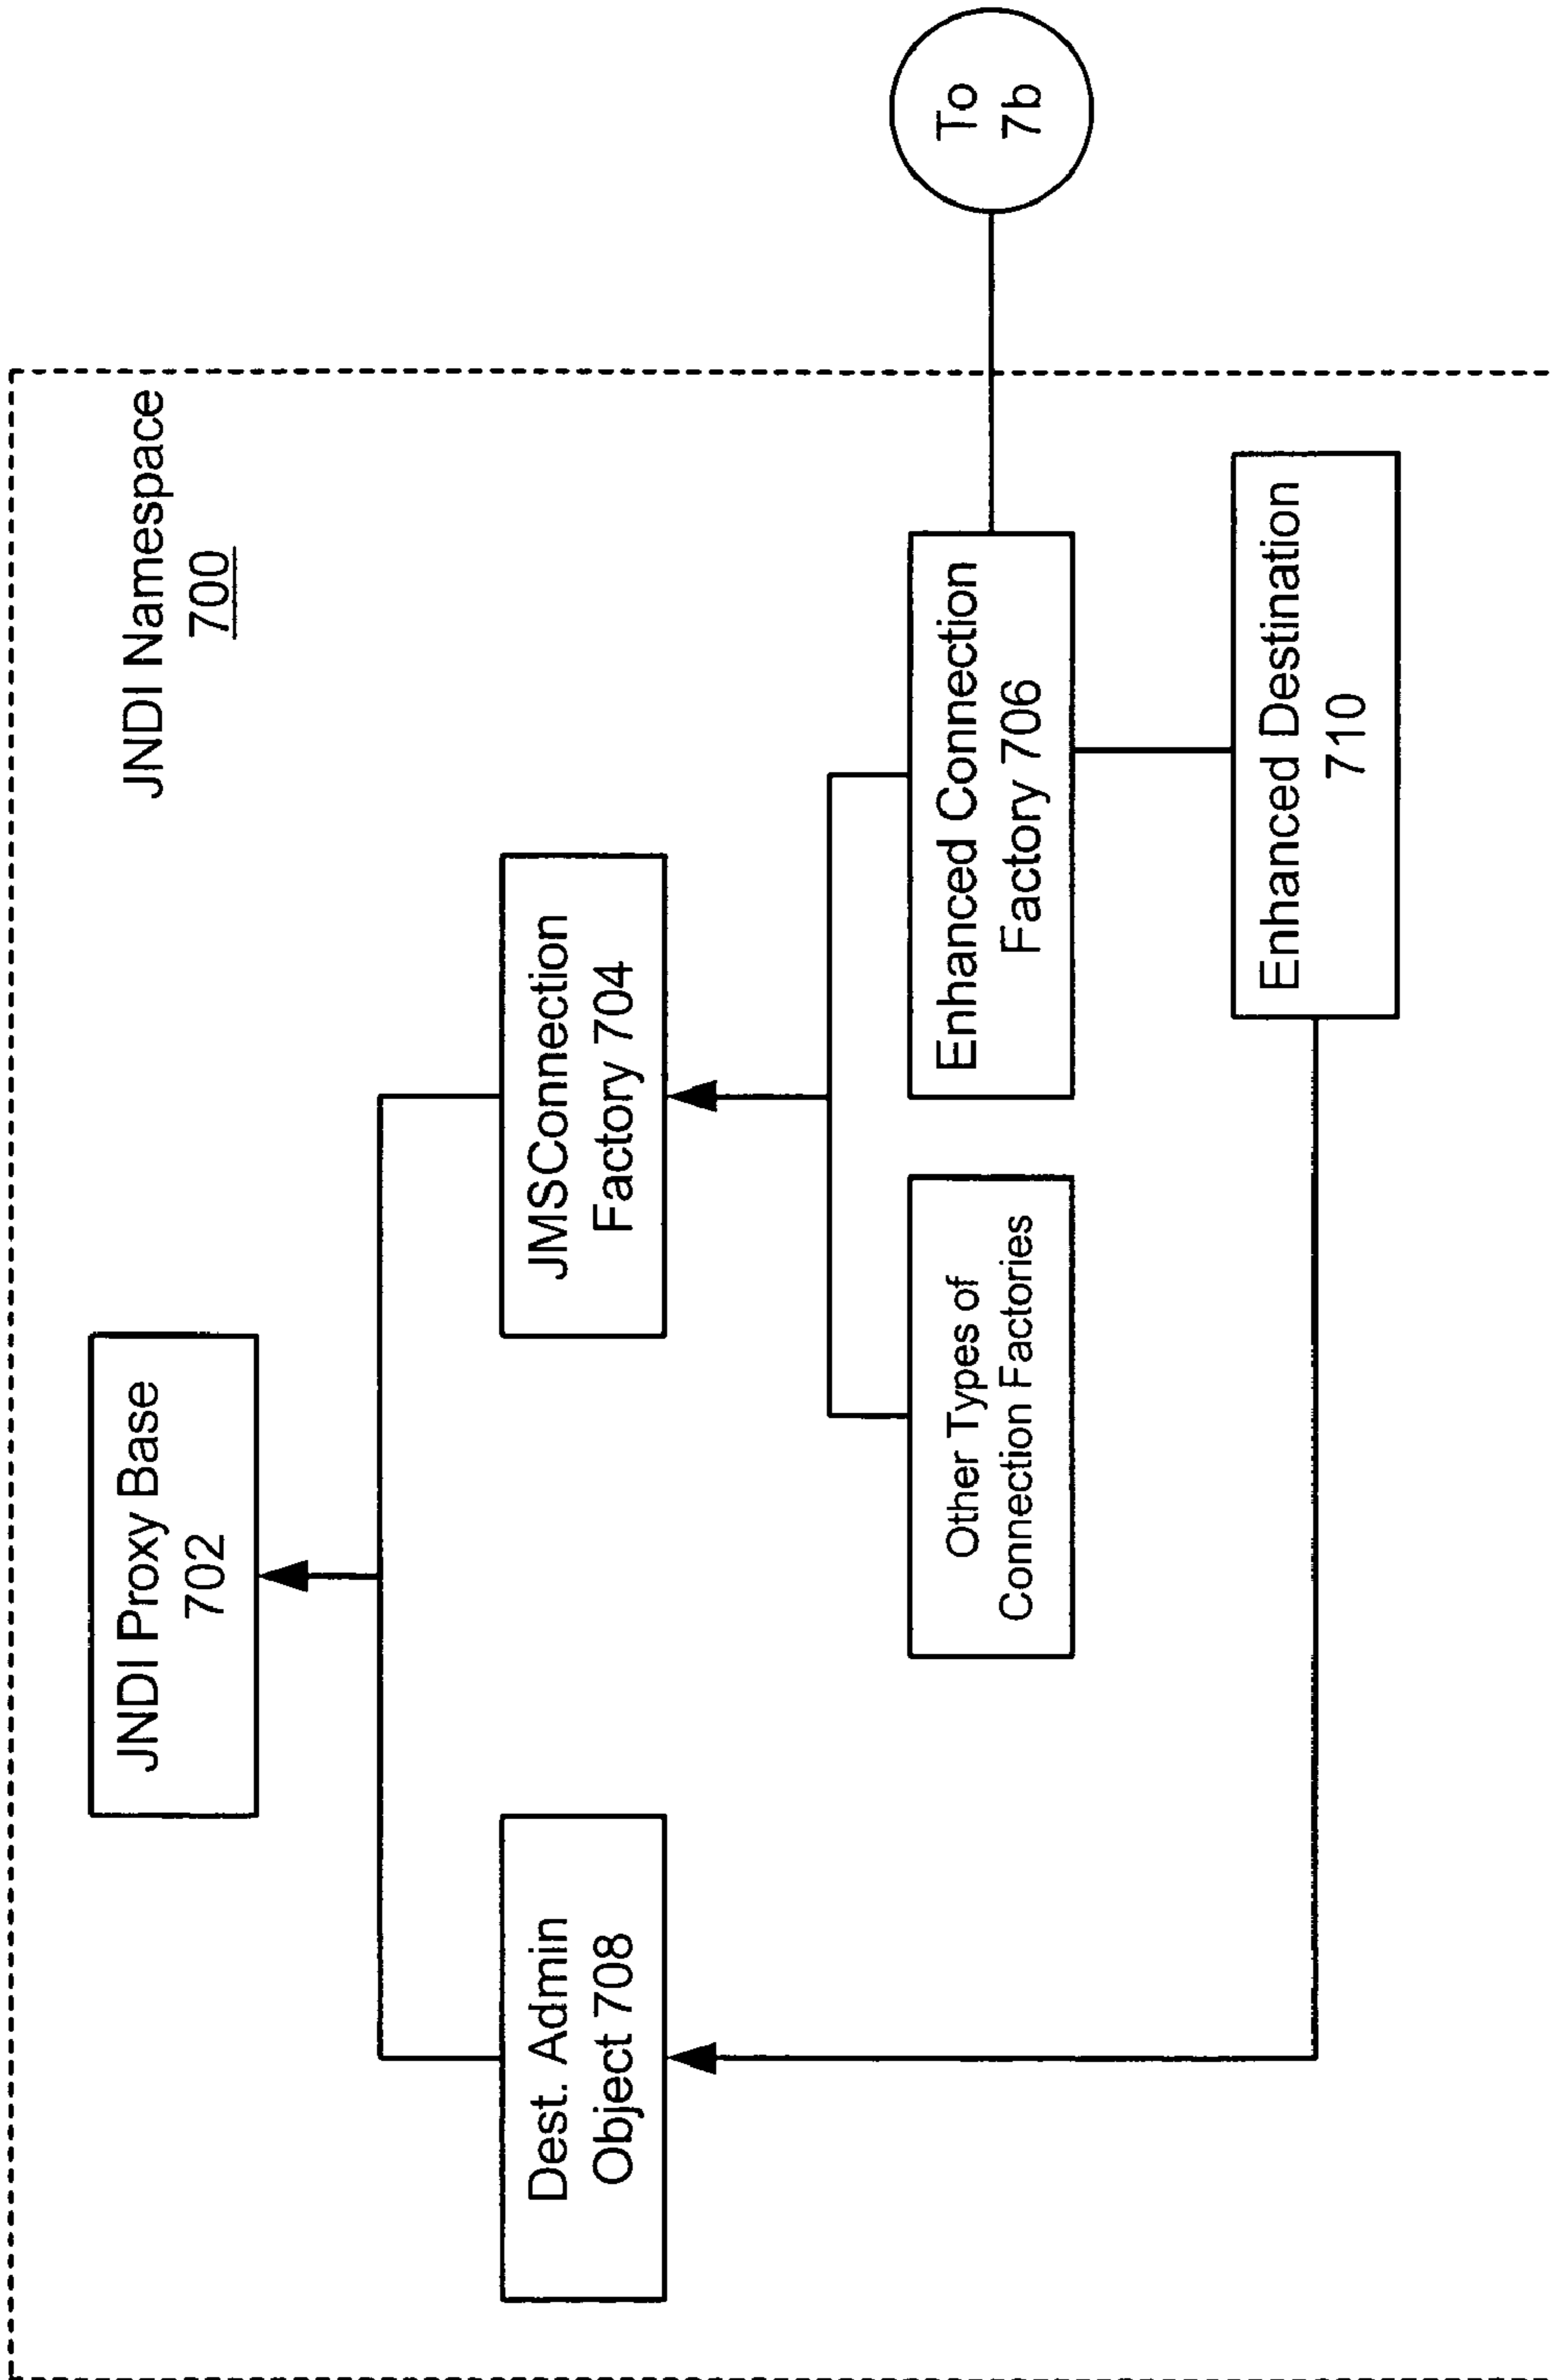 JNDI Namespace
700
JNDI Proxy Base
702
Dest. Admin
Object 708
JMSConnection
Factory 704
Other Types of
Connection Factories
Enhanced Connection
Factory 706
To
7b
Enhanced Destination
710